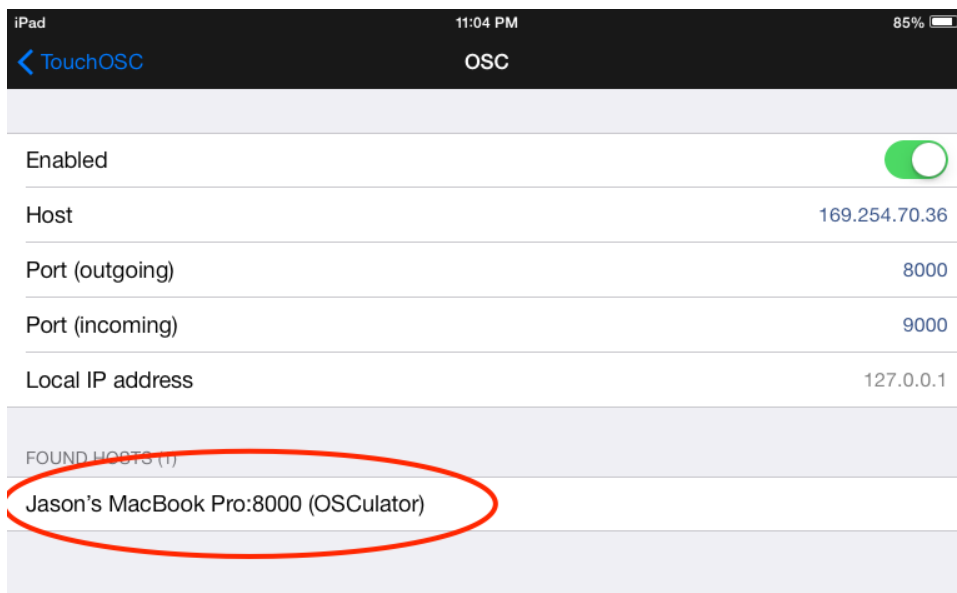 iPad 11:04 PM 85%
TouchOSC OSC
Enabled
Host 169.254.70.36
Port (outgoing) 8000
Port (incoming) 9000
Local IP address 127.0.0.1
FOUND HOSTS (1)
Jason’s MacBook Pro:8000 (OSCulator)